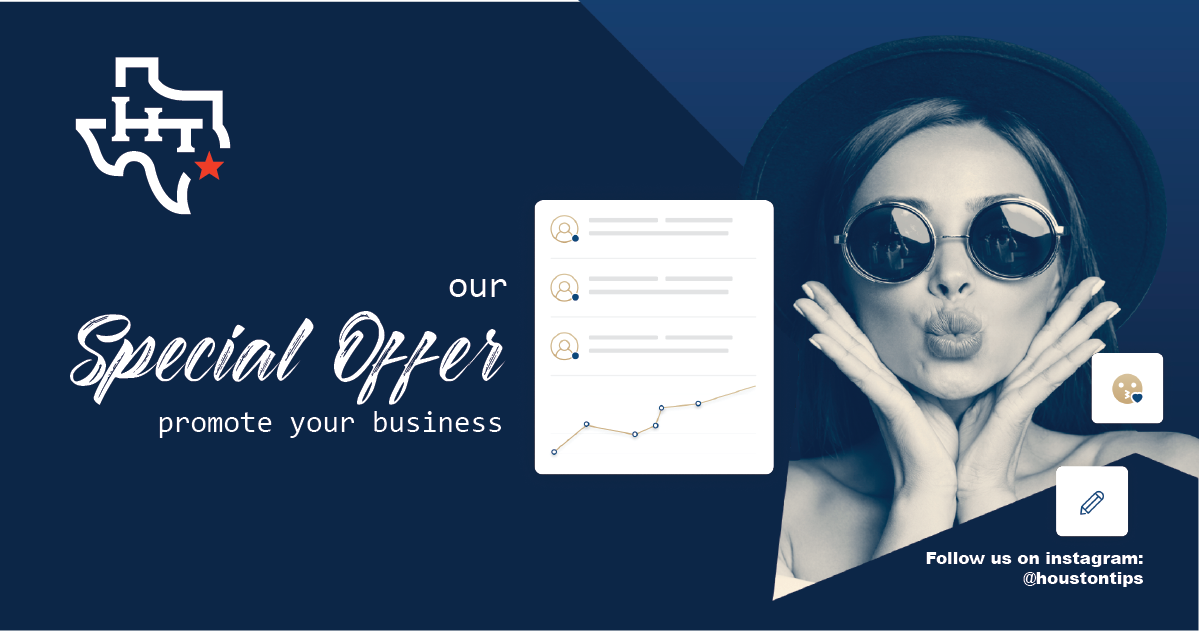 HT
our
Special Offer
promote your business
Follow us on instagram:
@houstontips